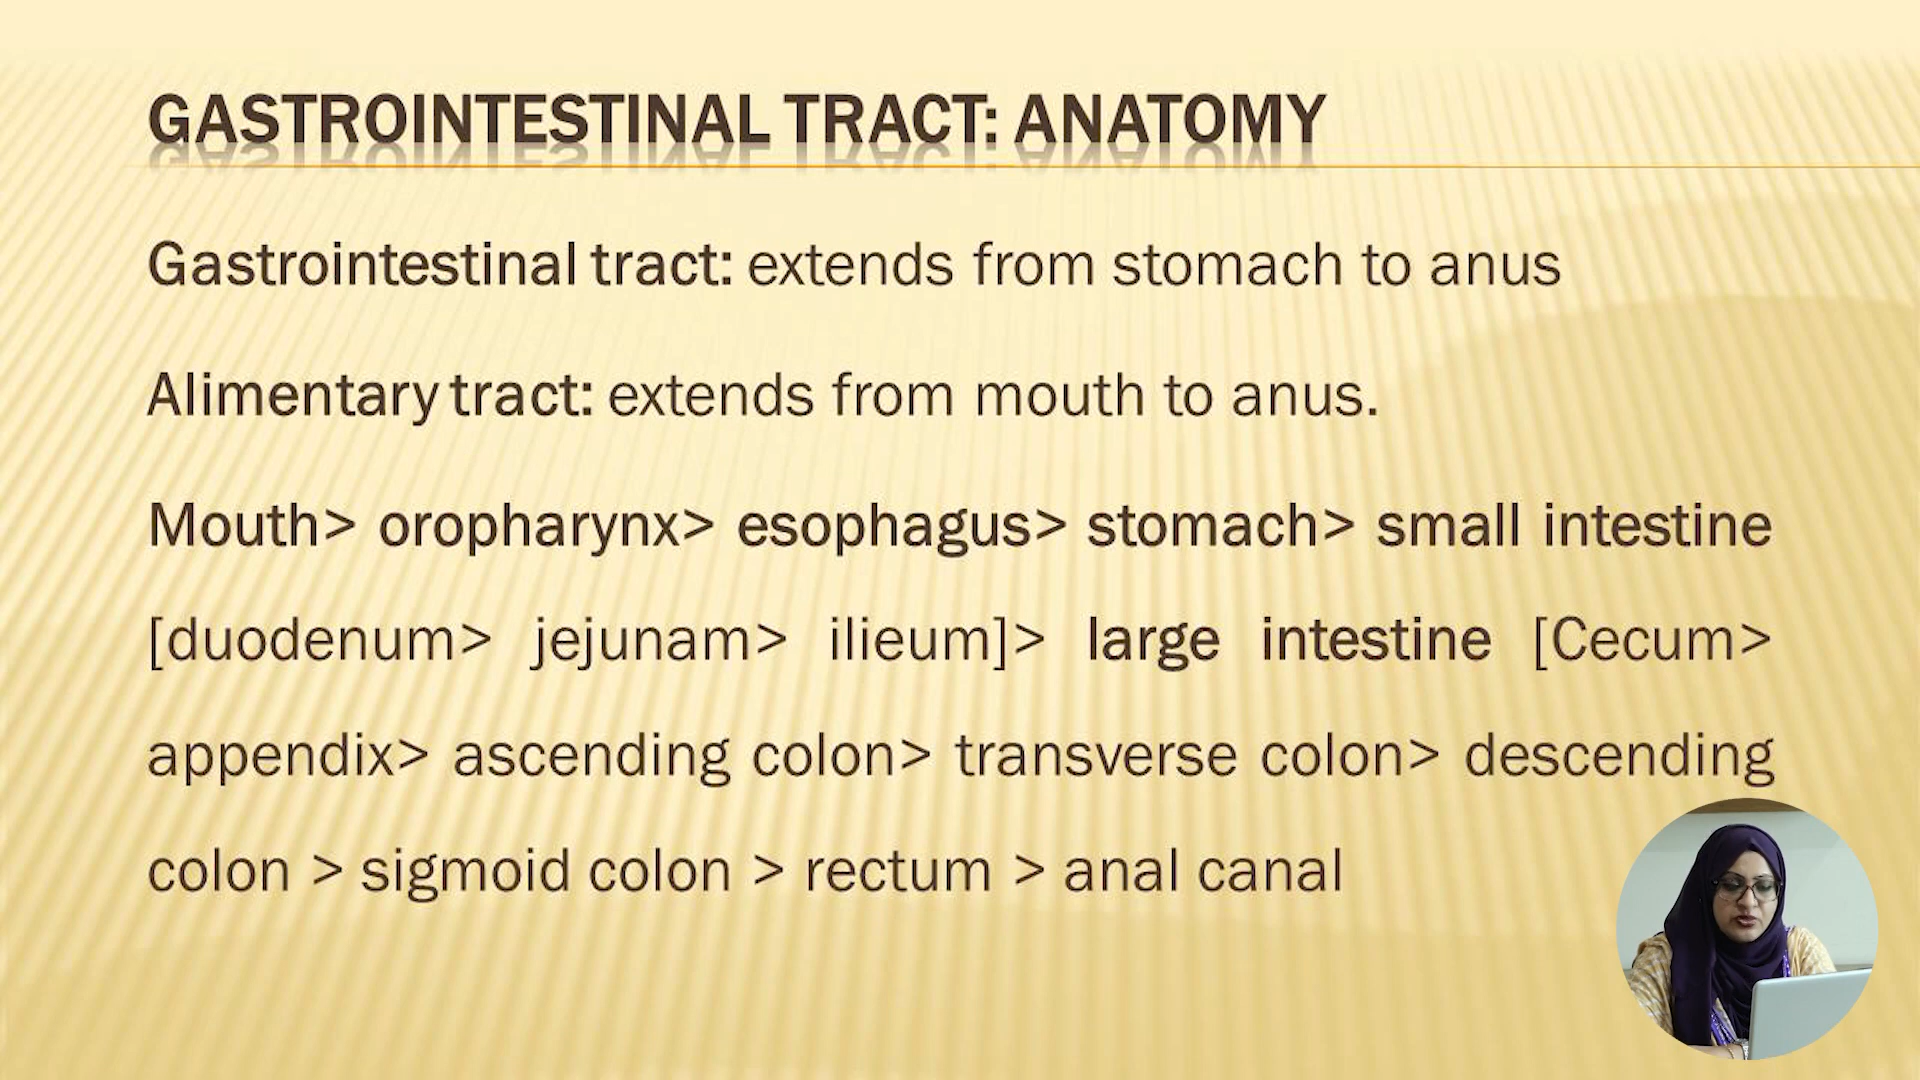 GASTROINTESTINAL TRACT: ANATOMY
Gastrointestinal tract: extends from stomach to anus
Alimentary tract: extends from mouth to anus.
Mouth> oropharynx> esophagus> stomach> small intestine
[duodenum> jejunam> ilieum]> large intestine [Cecum>
appendix> ascending colon> transverse colon> descending
colon > sigmoid colon > rectum > anal canal